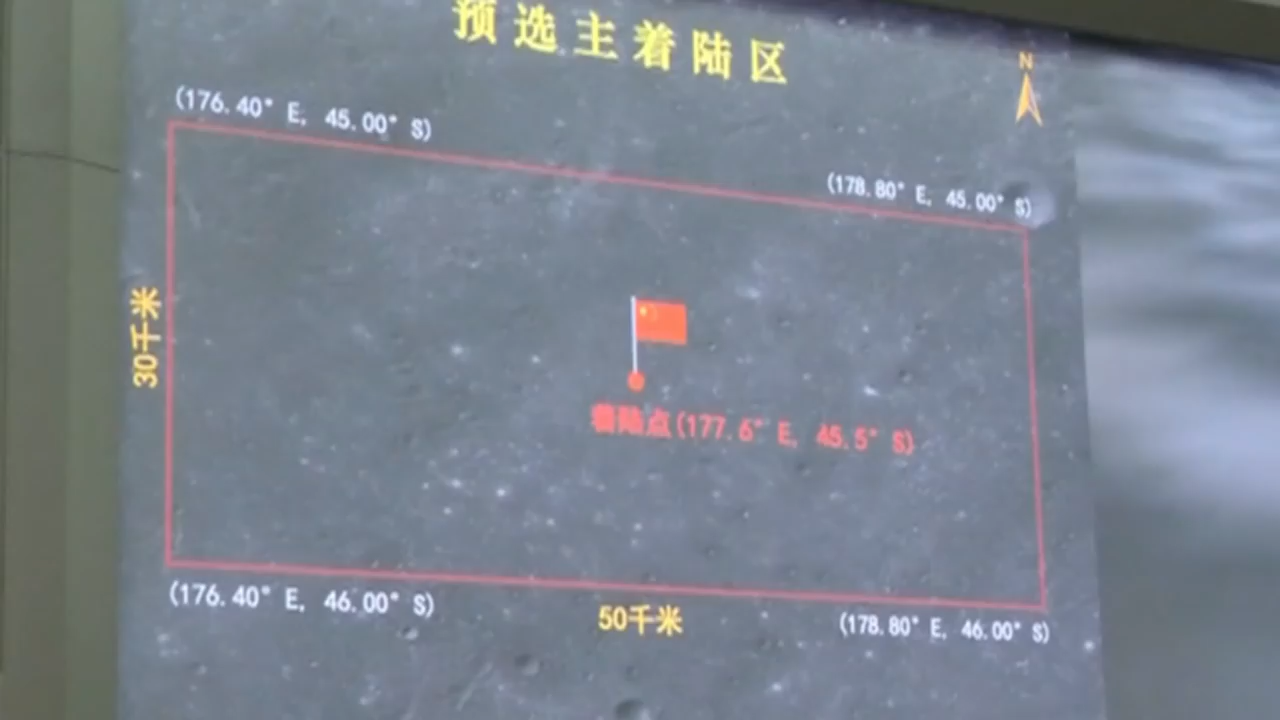 预选主着陆区
N
(176.40° E, 45.00° S)
(178.80° E, 45.00° S)
30千米
着陆点(177.6° E, 45.5° S)
(176.40° E, 46.00° S)
50千米
(178.80° E, 46.00° S)